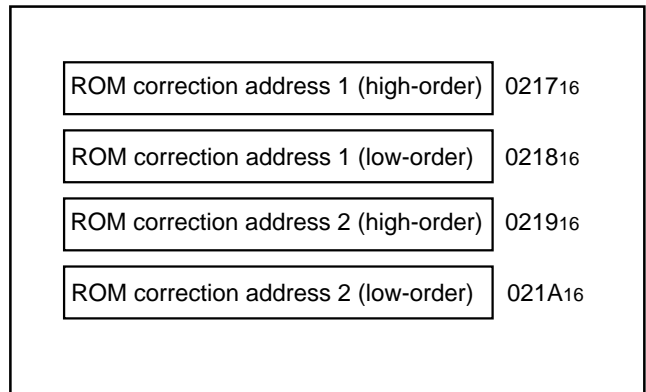 ROM correction address 1 (high-order) 0217₁₆
ROM correction address 1 (low-order) 0218₁₆
ROM correction address 2 (high-order) 0219₁₆
ROM correction address 2 (low-order) 021A₁₆